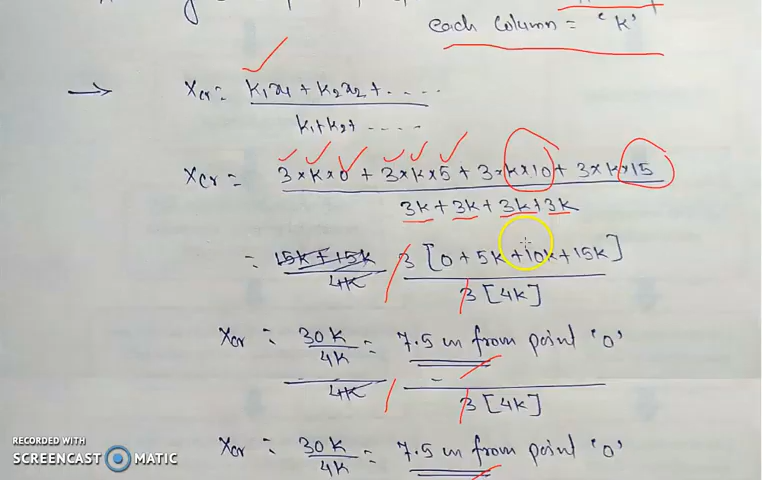 each column = 'K'
→ Xcr = K1x1 + K2x2 + .... / K1+K2+ ....
Xcr = 3×K×0 + 3×K×5 + 3×K×10 + 3×K×15 / 3K + 3K + 3K + 3K
= 15K + 15K / 4K 3 [0 + 5K + 10K + 15K] / 3 [4K]
Xcr = 30K / 4K = 7.5 m from point 'O'
4K 3 [4K]
Xcr = 30K / 4K = 7.5 m from point 'O'
RECORDED WITH
SCREENCAST MATIC